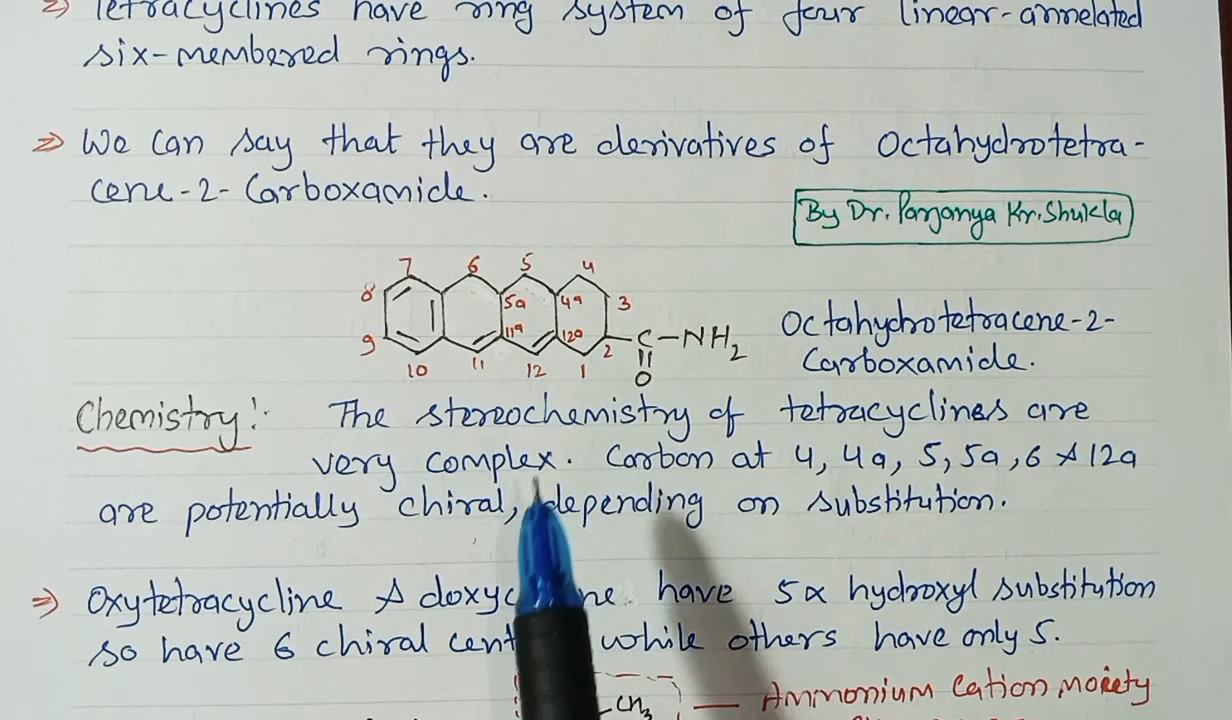 ⇒ Tetracyclines have ring system of four linear-annelated
six-membered rings.
⇒ We can say that they are derivatives of Octahydrotetra-
cene-2-Carboxamide.
By Dr. Panjanya Kr. Shukla
7 6 5 4
8 5a 4a 3
9 11a 12a 2 C-NH2
10 11 12 1 O
Octahydrotetracene-2-
Carboxamide.
Chemistry:- The stereochemistry of tetracyclines are
very complex. Carbon at 4, 4a, 5, 5a, 6 & 12a
are potentially chiral, depending on substitution.
⇒ Oxytetracycline & have 5α hydroxyl substitution
so have 6 chiral while others have only 5.
CH3 — Ammonium Cation moiety